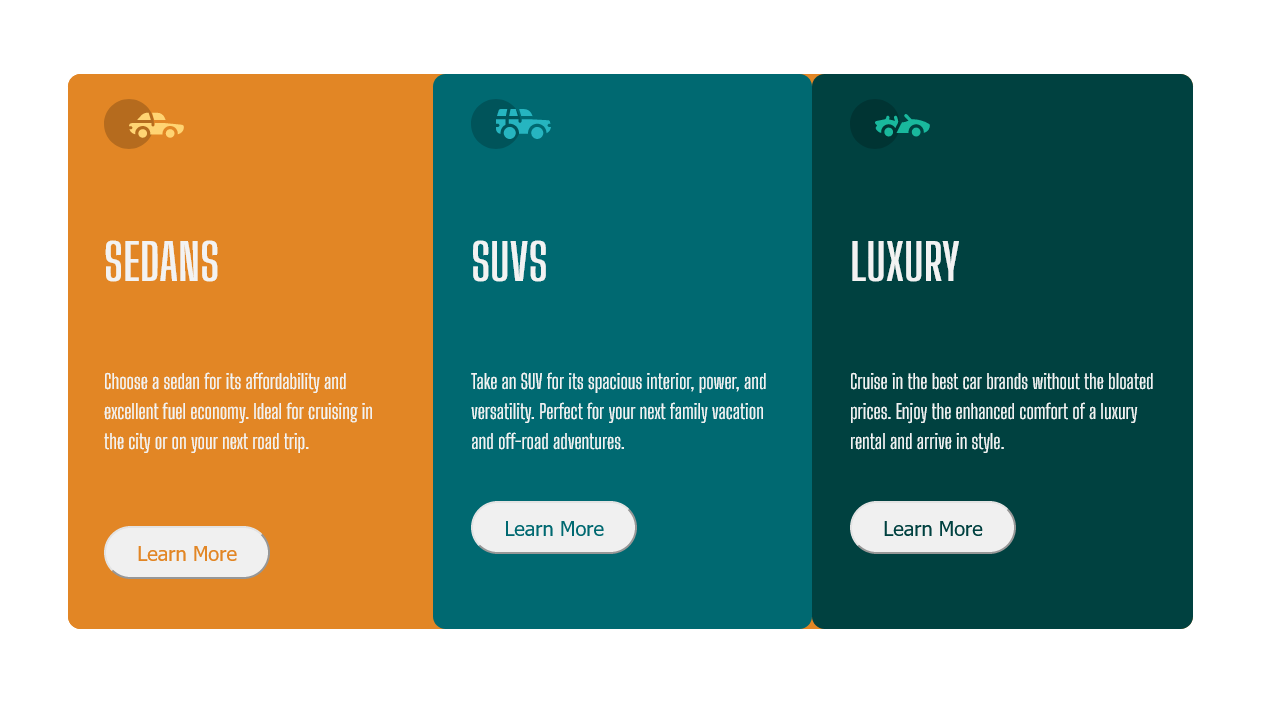 SEDANS
Choose a sedan for its affordability and
excellent fuel economy. Ideal for cruising in
the city or on your next road trip.
Learn More
SUVS
Take an SUV for its spacious interior, power, and
versatility. Perfect for your next family vacation
and off-road adventures.
Learn More
LUXURY
Cruise in the best car brands without the bloated
prices. Enjoy the enhanced comfort of a luxury
rental and arrive in style.
Learn More